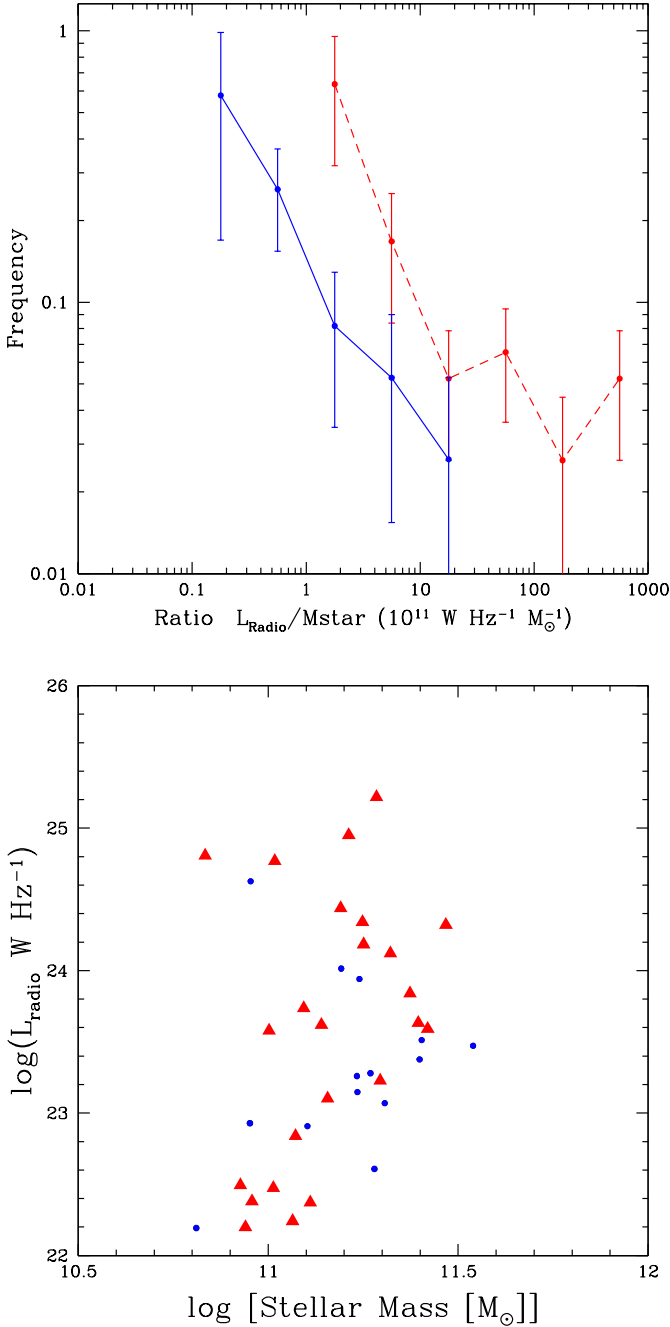 1
0.1
0.01
Frequency
0.01 0.1 1 10 100 1000
Ratio L_Radio/Mstar (10^11 W Hz^−1 M_⊙^−1)
26
25
24
23
22
log(L_radio W Hz^−1)
10.5 11 11.5 12
log [Stellar Mass [M_⊙]]